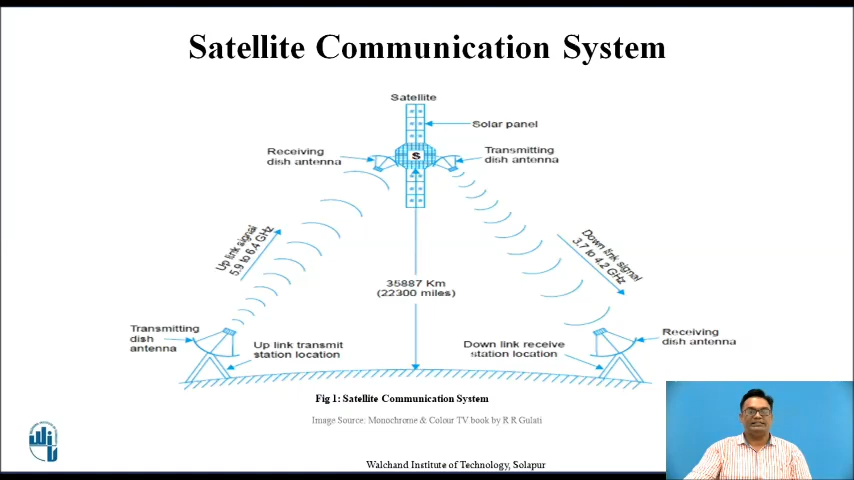 Satellite Communication System
Satellite
Solar panel
Receiving
dish antenna
Transmitting
dish antenna
S
Up link signal
5.9 to 6.4 GHz
Down link signal
3.7 to 4.2 GHz
35887 Km
(22300 miles)
Transmitting
dish
antenna
Up link transmit
station location
Down link receive
station location
Receiving
dish antenna
Fig 1: Satellite Communication System
Image Source: Monochrome & Colour TV book by R R Gulati
Walchand Institute of Technology, Solapur